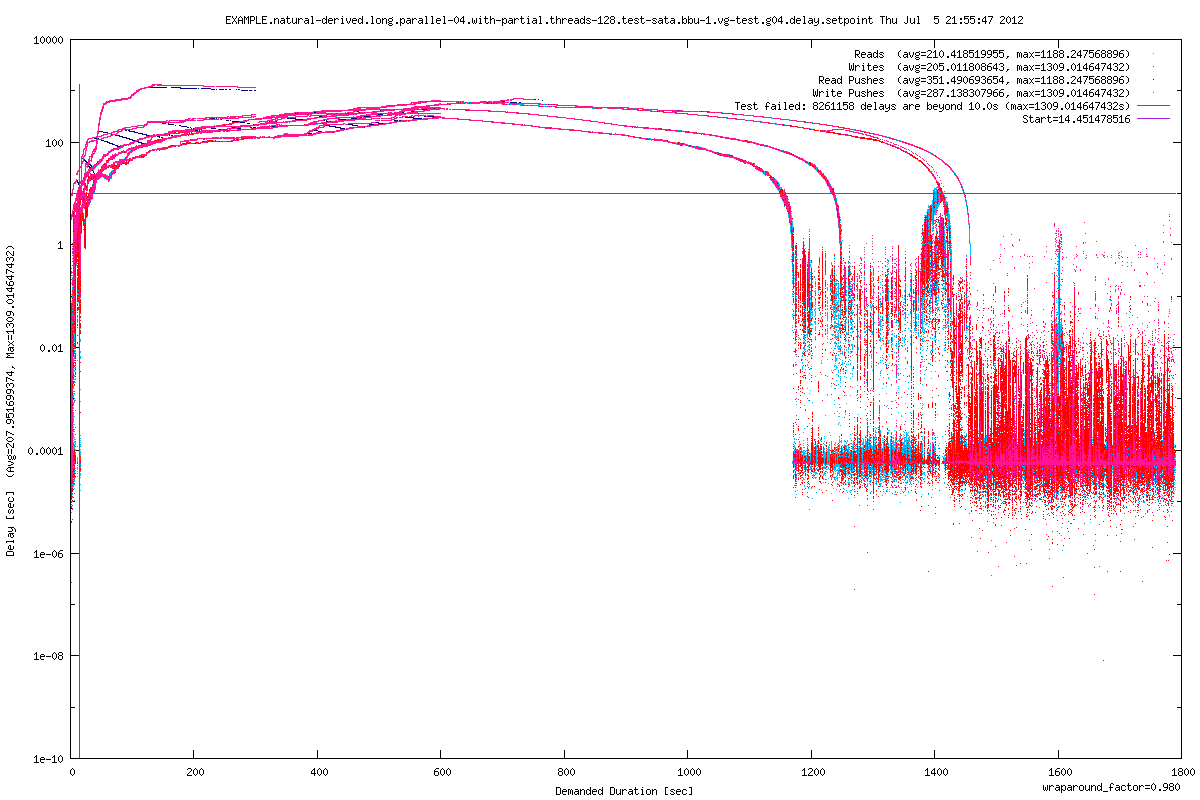 EXAMPLE.natural-derived.long.parallel-04.with-partial.threads-128.test-sata.bbu-1.vg-test.g04.delay.setpoint Thu Jul  5 21:55:47 2012
10000
100
1
0.01
0.0001
1e-06
1e-08
1e-10
Reads  (avg=210.418519955, max=1188.247568896)
Writes  (avg=205.011808643, max=1309.014647432)
Read Pushes  (avg=351.490693654, max=1188.247568896)
Write Pushes  (avg=287.138307966, max=1309.014647432)
Test failed: 8261158 delays are beyond 10.0s (max=1309.014647432s)
Start=14.451478516
Delay [sec]  (Avg=207.951699374, Max=1309.014647432)
0 200 400 600 800 1000 1200 1400 1600 1800
Demanded Duration [sec]
wraparound_factor=0.980